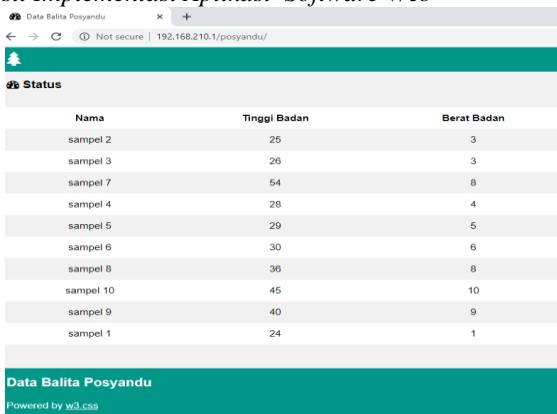 Implementasi Aplikasi Software Web
Data Balita Posyandu × +
Not secure | 192.168.210.1/posyandu/
Status
Nama Tinggi Badan Berat Badan
sampel 2 25 3
sampel 3 26 3
sampel 7 54 8
sampel 4 28 4
sampel 5 29 5
sampel 6 30 6
sampel 8 36 8
sampel 10 45 10
sampel 9 40 9
sampel 1 24 1
Data Balita Posyandu
Powered by w3.css